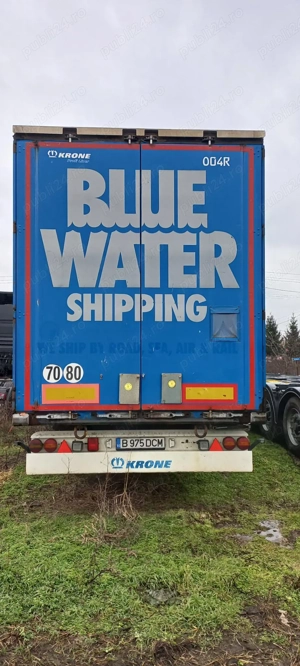 KRONE
004R
BLUE
WATER
SHIPPING
WE SHIP BY ROAD, SEA, AIR & RAIL
70 80
B 975 DCM
KRONE